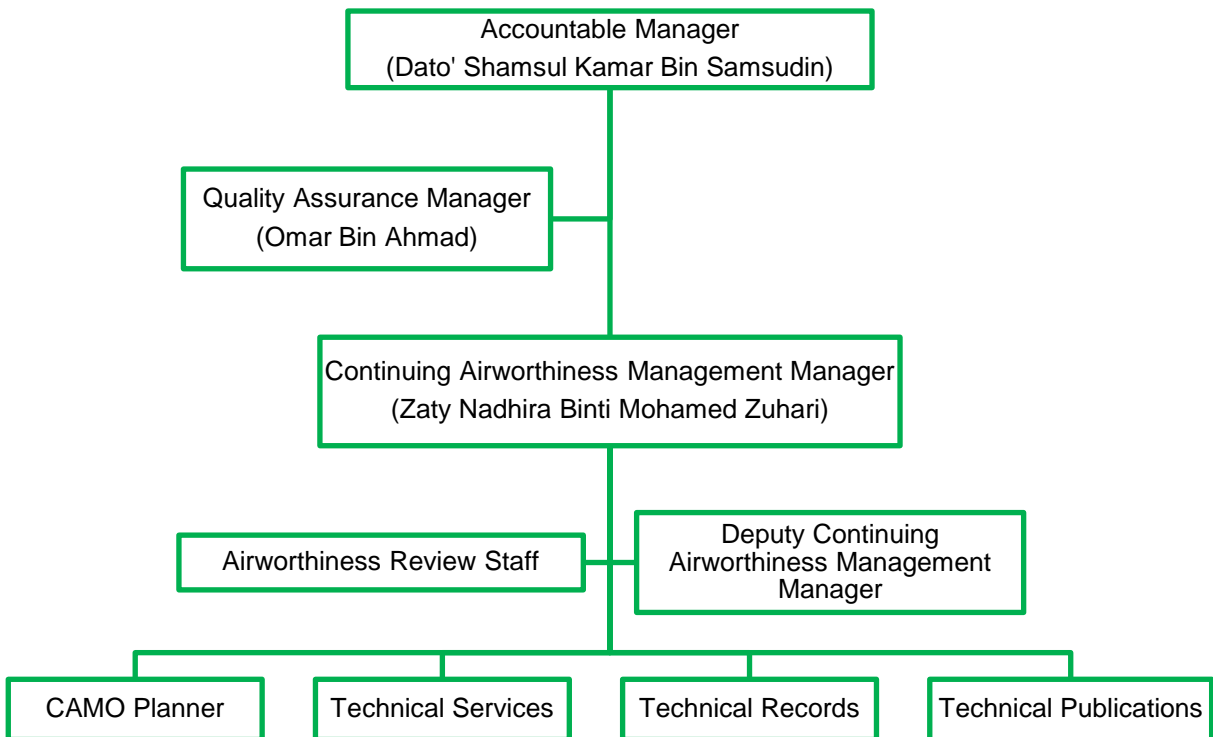 Accountable Manager
(Dato' Shamsul Kamar Bin Samsudin)
Quality Assurance Manager
(Omar Bin Ahmad)
Continuing Airworthiness Management Manager
(Zaty Nadhira Binti Mohamed Zuhari)
Airworthiness Review Staff
Deputy Continuing
Airworthiness Management
Manager
CAMO Planner
Technical Services
Technical Records
Technical Publications